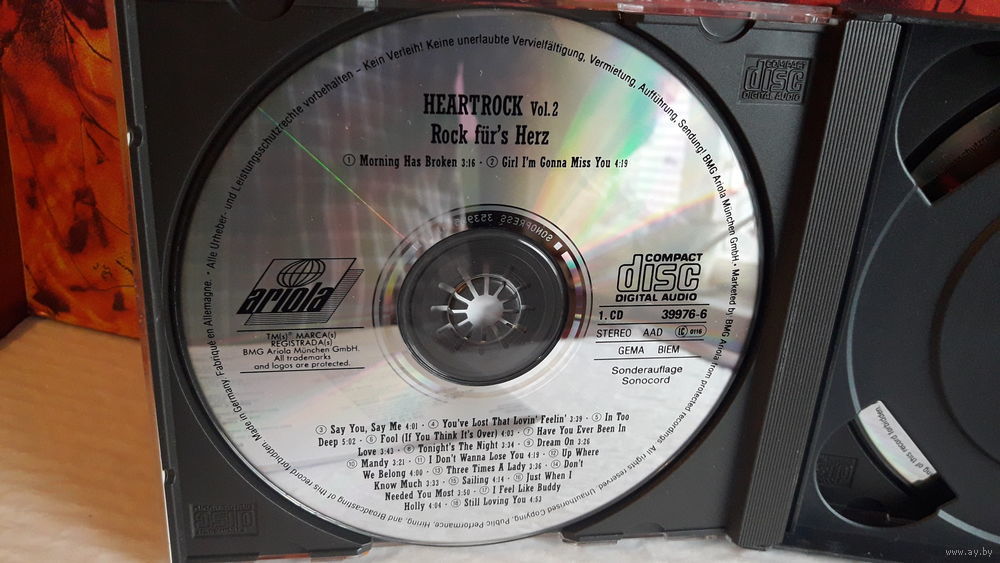 Made in Germany. Fabriqué en Allemagne. • Alle Urheber- und Leistungsschutzrechte vorbehalten – Kein Verleih! Keine unerlaubte Vervielfältigung, Vermietung, Aufführung, Sendung! BMG Ariola München GmbH • Marketed by BMG Ariola
HEARTROCK Vol.2
Rock für's Herz
① Morning Has Broken 3:16 - ② Girl I'm Gonna Miss You 4:19
SONOPRESS
COMPACT
disc
DIGITAL AUDIO
ariola
TM(s)® MARCA(s)
REGISTRADA(s)
BMG Ariola München GmbH.
All trademarks
and logos are protected.
COMPACT
disc
DIGITAL AUDIO
1. CD 39976-6
STEREO AAD LC 0116
GEMA BIEM
Sonderauflage
Sonocord
③ Say You, Say Me 4:01 - ④ You've Lost That Lovin' Feelin' 3:39 - ⑤ In Too
Deep 5:02 - ⑥ Fool (If You Think It's Over) 4:03 - ⑦ Have You Ever Been In
Love 3:43 - ⑧ Tonight's The Night 3:34 - ⑨ Dream On 3:26
⑩ Mandy 3:21 - ⑪ I Don't Wanna Lose You 4:19 - ⑫ Up Where
We Belong 4:00 - ⑬ Three Times A Lady 3:36 - ⑭ Don't
Know Much 3:33 - ⑮ Sailing 4:14 - ⑯ Just When I
Needed You Most 3:50 - ⑰ I Feel Like Buddy
Holly 4:04 - ⑱ Still Loving You 4:53
from protected recordings. All rights reserved. Unauthorised Copying, Public Performance, Hiring, and Broadcasting of this record forbidden
of this record forbidden
www.ay.by